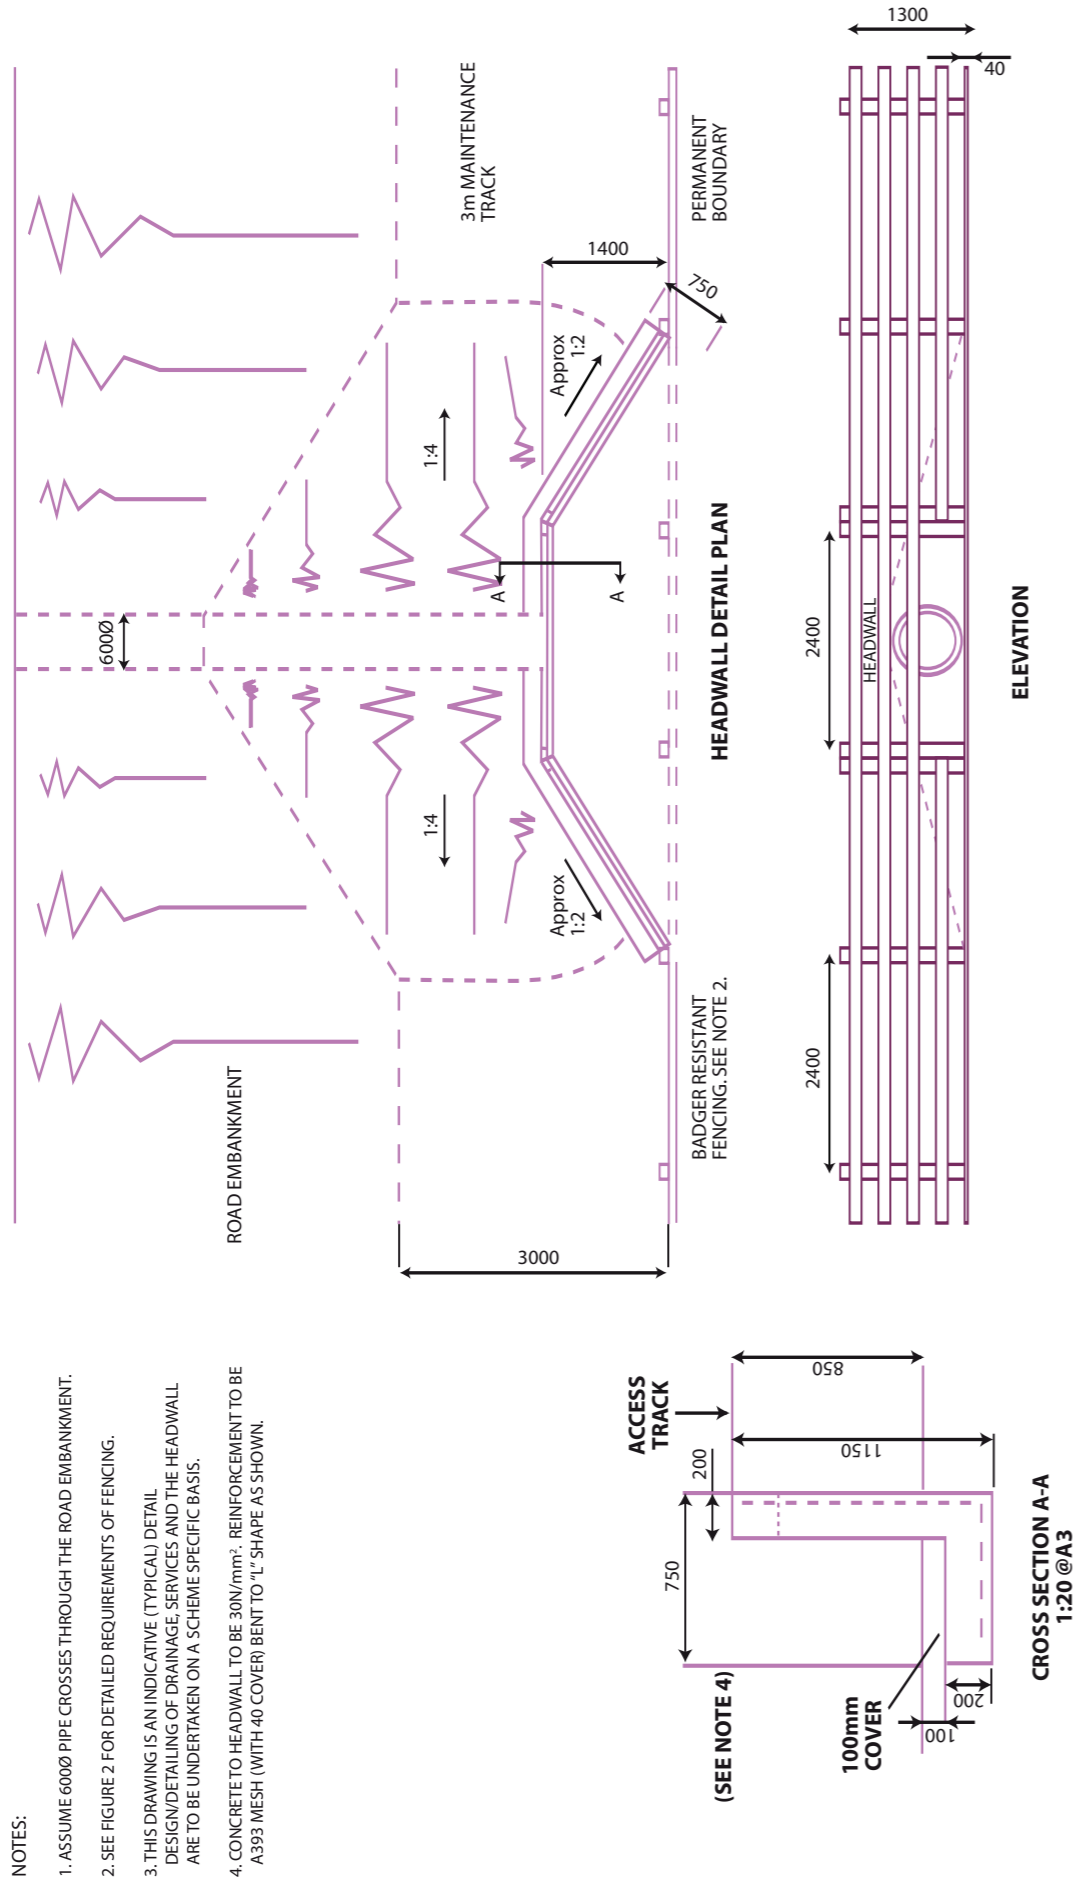 NOTES:
1. ASSUME 600Ø PIPE CROSSES THROUGH THE ROAD EMBANKMENT.
2. SEE FIGURE 2 FOR DETAILED REQUIREMENTS OF FENCING.
3. THIS DRAWING IS AN INDICATIVE (TYPICAL) DETAIL
DESIGN/DETAILING OF DRAINAGE, SERVICES AND THE HEADWALL
ARE TO BE UNDERTAKEN ON A SCHEME SPECIFIC BASIS.
4. CONCRETE TO HEADWALL TO BE 30N/mm². REINFORCEMENT TO BE
A393 MESH (WITH 40 COVER) BENT TO "L" SHAPE AS SHOWN.
ROAD EMBANKMENT
600Ø
3m MAINTENANCE
TRACK
1:4
1:4
Approx
1:2
Approx
1:2
A
A
1400
750
3000
BADGER RESISTANT
FENCING. SEE NOTE 2.
PERMANENT
BOUNDARY
HEADWALL DETAIL PLAN
2400
2400
HEADWALL
1300
40
ELEVATION
(SEE NOTE 4)
750
200
ACCESS
TRACK
850
1150
100mm
COVER
100
200
CROSS SECTION A-A
1:20 @A3